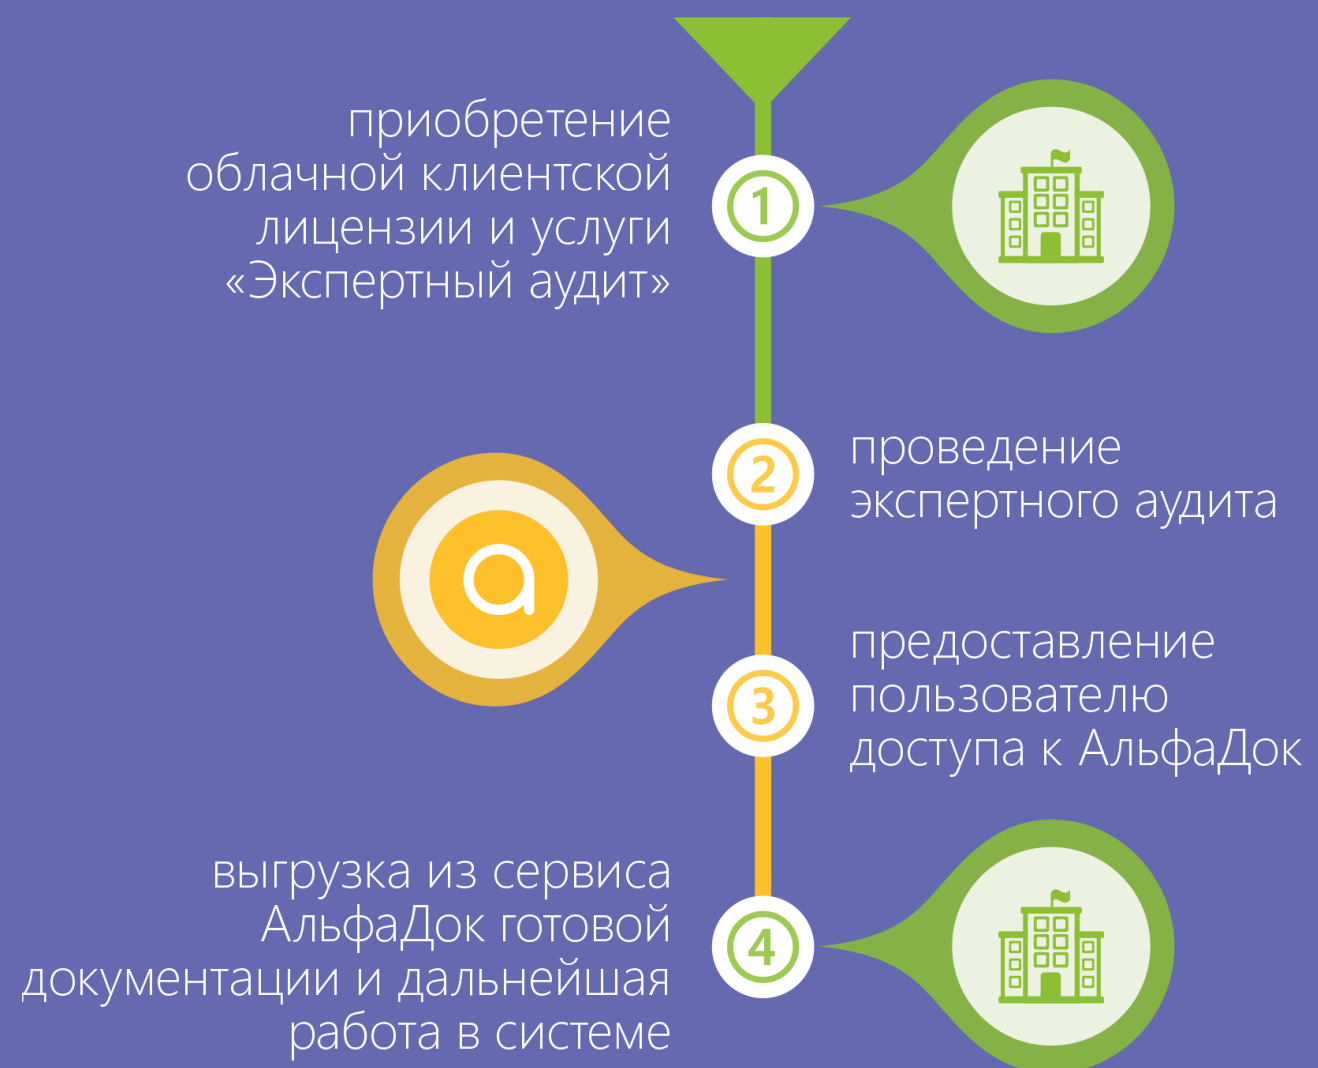 приобретение
облачной клиентской
лицензии и услуги
«Экспертный аудит»
1
2
проведение
экспертного аудита
a
3
предоставление
пользователю
доступа к АльфаДок
выгрузка из сервиса
АльфаДок готовой
документации и дальнейшая
работа в системе
4